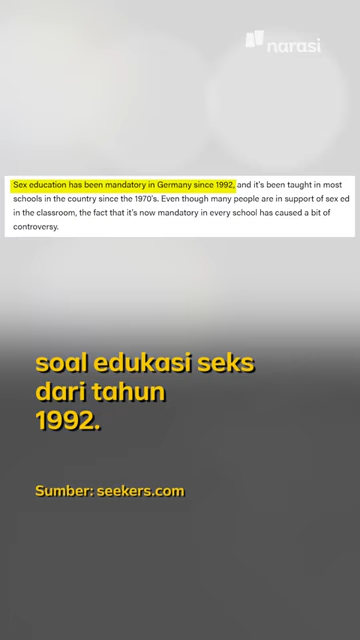 narasi
Sex education has been mandatory in Germany since 1992, and it's been taught in most
schools in the country since the 1970's. Even though many people are in support of sex ed
in the classroom, the fact that it's now mandatory in every school has caused a bit of
controversy.
soal edukasi seks
dari tahun
1992.
Sumber: seekers.com